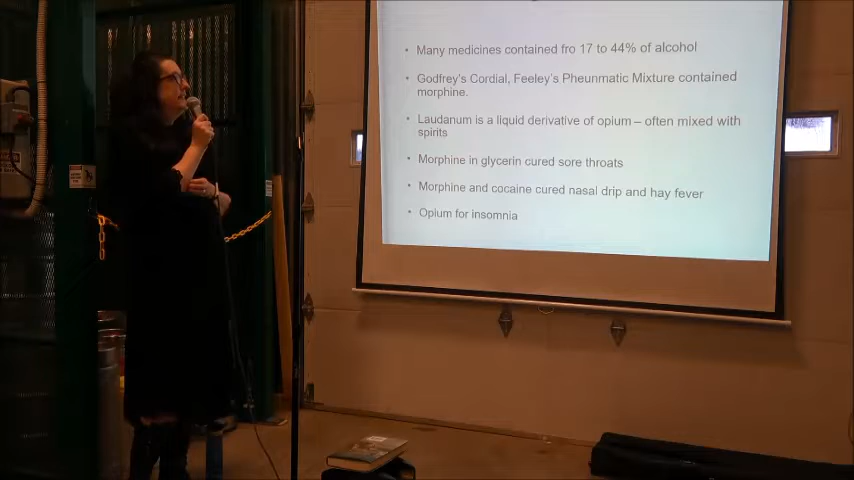 • Many medicines contained fro 17 to 44% of alcohol
• Godfrey's Cordial, Feeley's Pheunmatic Mixture contained
morphine.
• Laudanum is a liquid derivative of opium – often mixed with
spirits
• Morphine in glycerin cured sore throats
• Morphine and cocaine cured nasal drip and hay fever
• Opium for insomnia